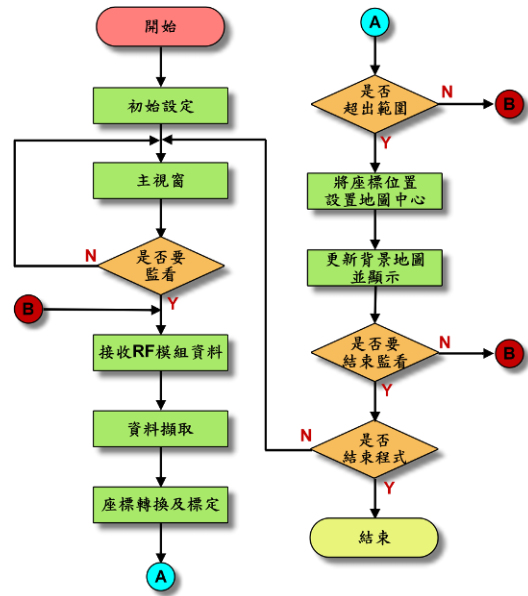 開始
初始設定
主視窗
是否要
監看
N
Y
B
接收RF模組資料
資料擷取
座標轉換及標定
A
A
是否
超出範圍
N
B
Y
將座標位置
設置地圖中心
更新背景地圖
並顯示
是否要
結束監看
N
B
Y
是否
結束程式
N
Y
結束